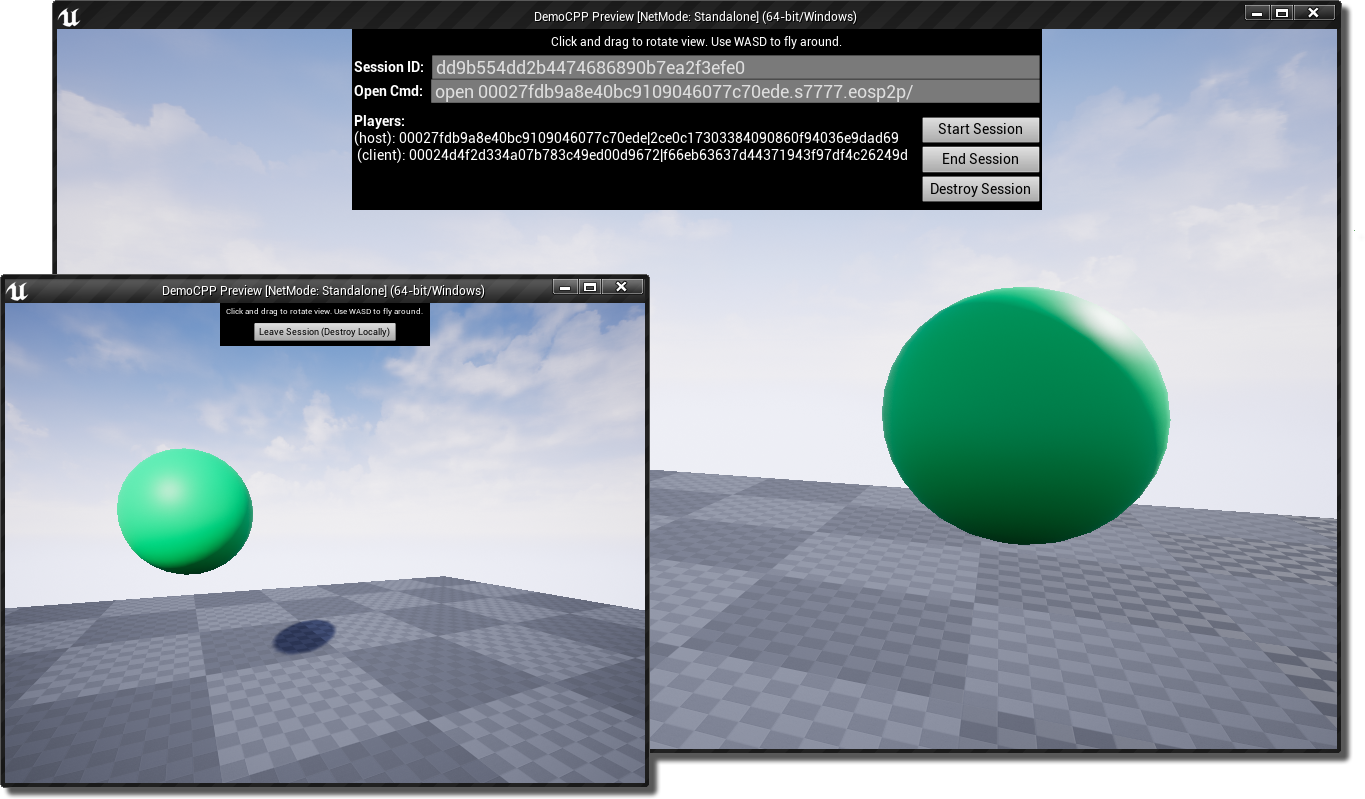 DemoCPP Preview [NetMode: Standalone] (64-bit/Windows)
Click and drag to rotate view. Use WASD to fly around.
Session ID: dd9b554dd2b4474686890b7ea2f3efe0
Open Cmd: open 00027fdb9a8e40bc9109046077c70ede.s7777.eosp2p/
Players:
(host): 00027fdb9a8e40bc9109046077c70ede|2ce0c17303384090860f94036e9dad69
(client): 00024d4f2d334a07b783c49ed00d9672|f66eb63637d44371943f97df4c26249d
Start Session
End Session
Destroy Session
DemoCPP Preview [NetMode: Standalone] (64-bit/Windows)
Click and drag to rotate view. Use WASD to fly around.
Leave Session (Destroy Locally)